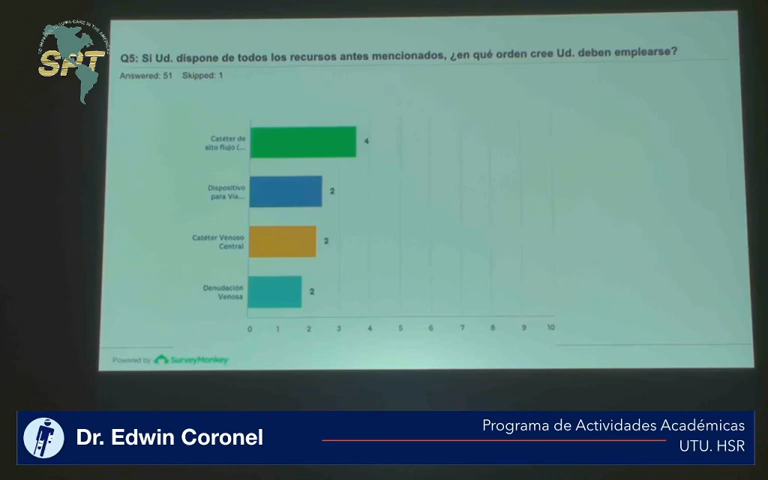 SPT
Q5: Si Ud. dispone de todos los recursos antes mencionados, ¿en qué orden cree Ud. deben emplearse?
Answered: 51 Skipped: 1
Catéter de
alto flujo (...
4
Dispositivo
para Vía...
2
Catéter Venoso
Central
2
Denudación
Venosa
2
0 1 2 3 4 5 6 7 8 9 10
Powered by SurveyMonkey
Dr. Edwin Coronel
Programa de Actividades Académicas
UTU. HSR